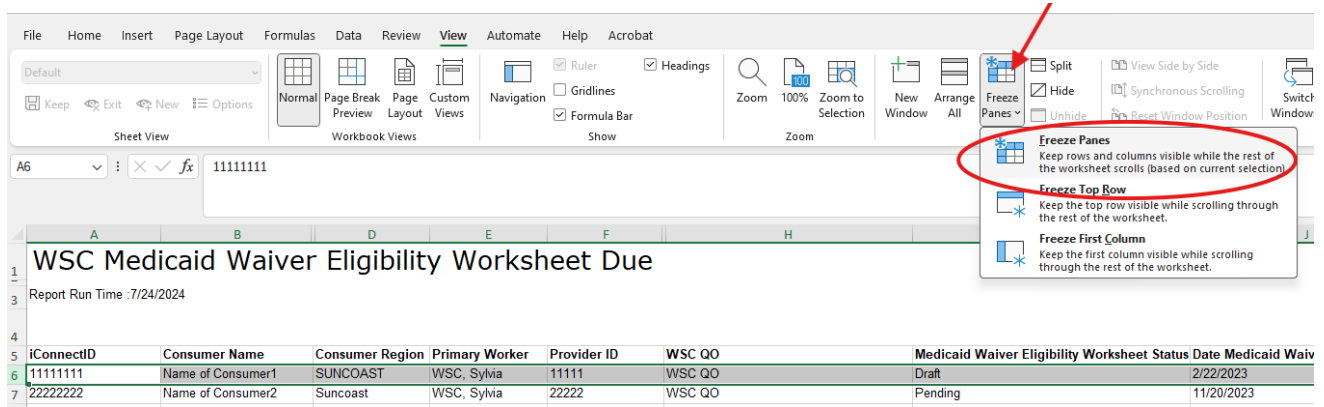 File Home Insert Page Layout Formulas Data Review View Automate Help Acrobat
Default
Keep Exit New Options
Sheet View
Normal Page Break Preview Page Layout Custom Views
Workbook Views
Navigation
Ruler
Gridlines
Formula Bar
Headings
Show
Zoom 100% Zoom to Selection
100
Zoom
New Window Arrange All Freeze Panes
Split
Hide
Unhide
View Side by Side
Synchronous Scrolling
Reset Window Position
Switch Windows
Freeze Panes
Keep rows and columns visible while the rest of
the worksheet scrolls (based on current selection)
Freeze Top Row
Keep the top row visible while scrolling through
the rest of the worksheet.
Freeze First Column
Keep the first column visible while scrolling
through the rest of the worksheet.
A6 fx 11111111
A B D E F H J
1 WSC Medicaid Waiver Eligibility Worksheet Due
3 Report Run Time :7/24/2024
4
5 iConnectID Consumer Name Consumer Region Primary Worker Provider ID WSC QO Medicaid Waiver Eligibility Worksheet Status Date Medicaid Waiv
6 11111111 Name of Consumer1 SUNCOAST WSC, Sylvia 11111 WSC QO Draft 2/22/2023
7 22222222 Name of Consumer2 Suncoast WSC, Sylvia 22222 WSC QO Pending 11/20/2023